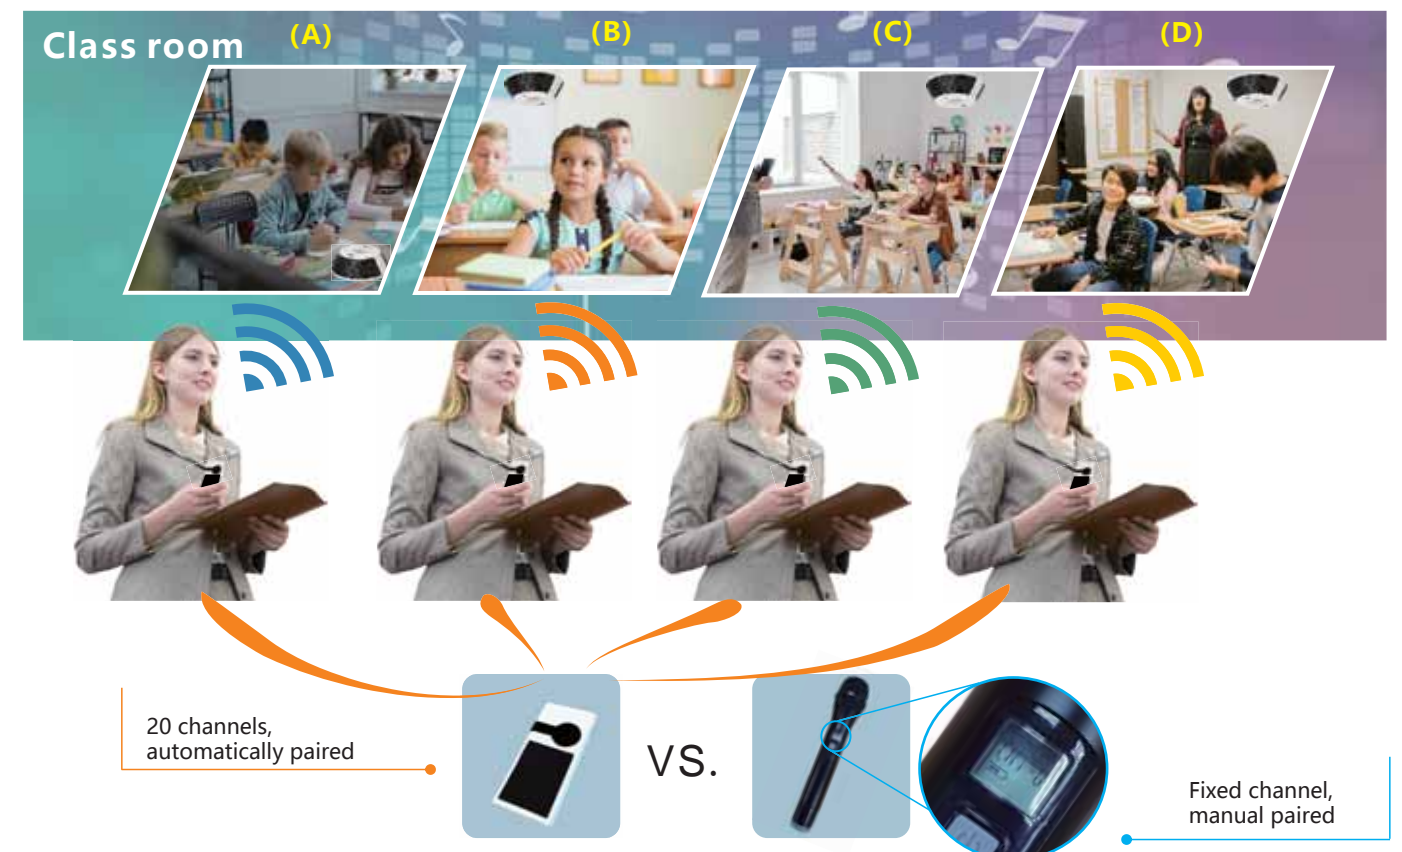 Class room
(A)
(B)
(C)
(D)
20 channels,
automatically paired
VS.
Fixed channel,
manual paired